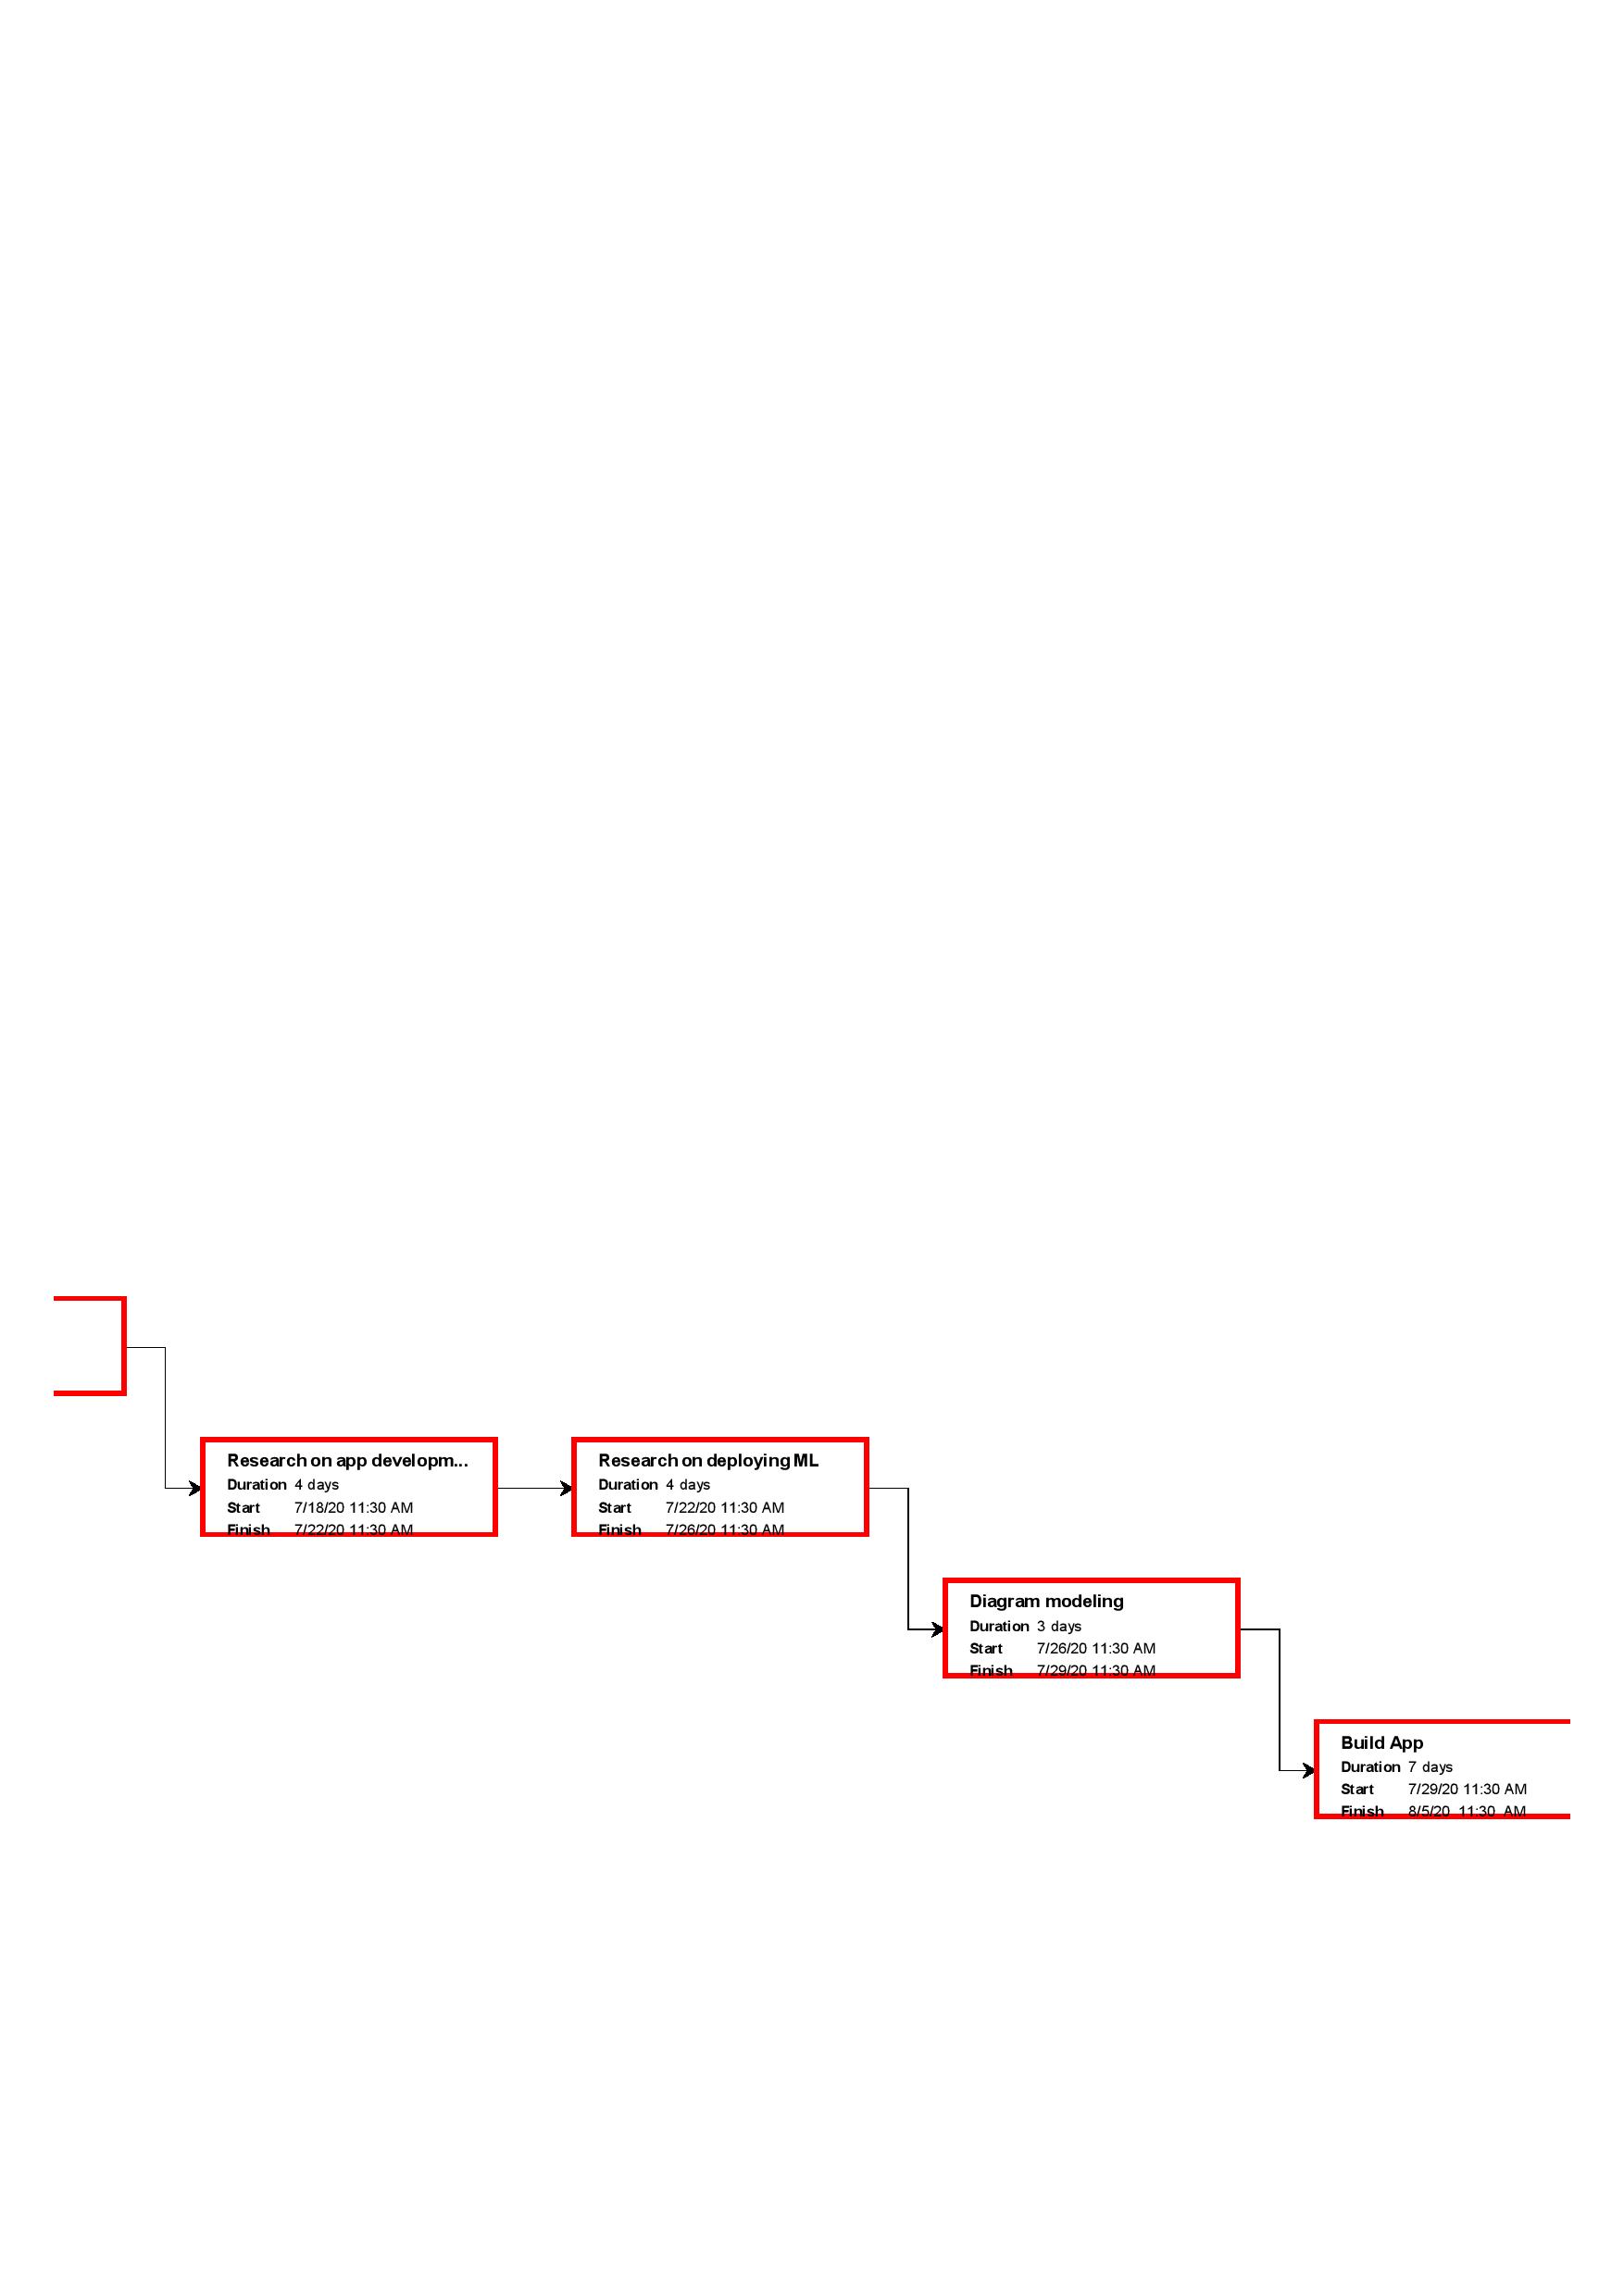 Research on app developm...
Duration 4 days
Start 7/18/20 11:30 AM
Finish 7/22/20 11:30 AM
Research on deploying ML
Duration 4 days
Start 7/22/20 11:30 AM
Finish 7/26/20 11:30 AM
Diagram modeling
Duration 3 days
Start 7/26/20 11:30 AM
Finish 7/29/20 11:30 AM
Build App
Duration 7 days
Start 7/29/20 11:30 AM
Finish 8/5/20 11:30 AM